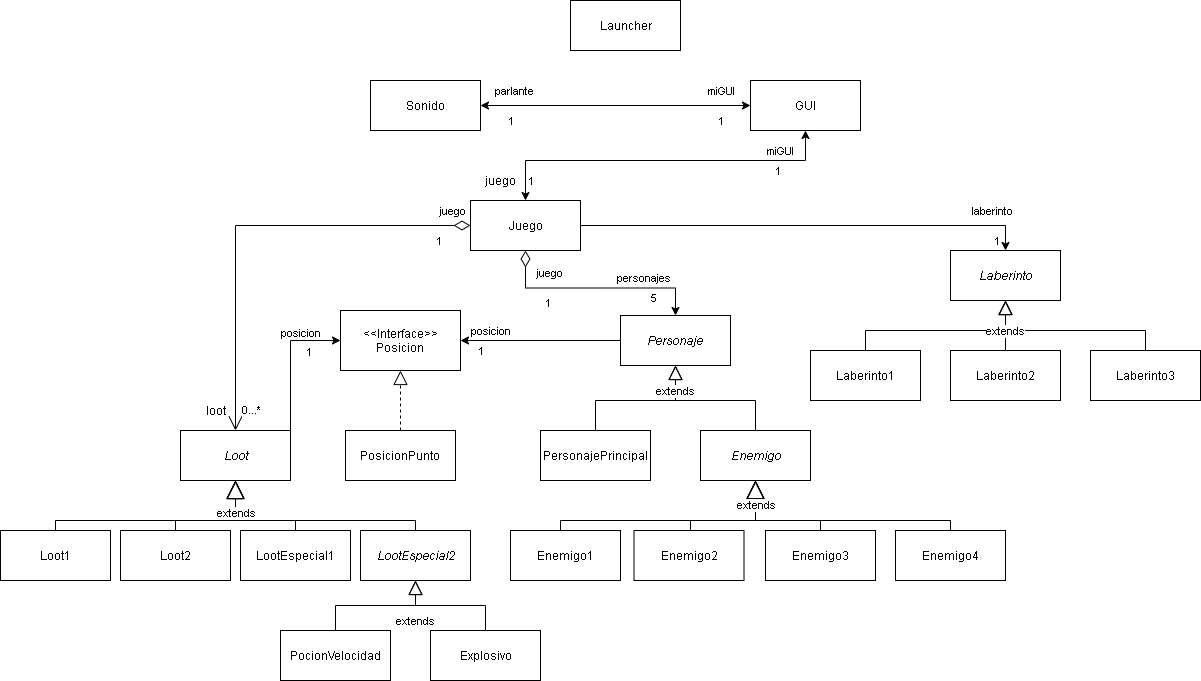 Launcher
parlante
miGUI
Sonido
GUI
1
1
miGUI
1
juego
1
juego
Juego
laberinto
1
1
juego
personajes
Laberinto
1
5
posicion
<<Interface>>
Posicion
posicion
Personaje
extends
1
1
Laberinto1
Laberinto2
Laberinto3
extends
loot
0...*
Loot
PosicionPunto
PersonajePrincipal
Enemigo
extends
extends
Loot1
Loot2
LootEspecial1
LootEspecial2
Enemigo1
Enemigo2
Enemigo3
Enemigo4
extends
PocionVelocidad
Explosivo